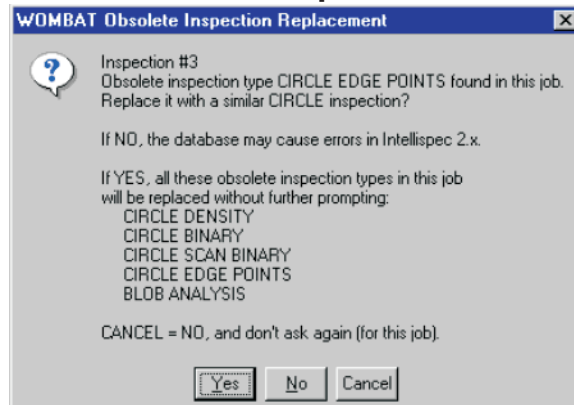 WOMBAT Obsolete Inspection Replacement
Inspection #3
Obsolete inspection type CIRCLE EDGE POINTS found in this job.
Replace it with a similar CIRCLE inspection?
If NO, the database may cause errors in Intellispec 2.x.
If YES, all these obsolete inspection types in this job
will be replaced without further prompting:
CIRCLE DENSITY
CIRCLE BINARY
CIRCLE SCAN BINARY
CIRCLE EDGE POINTS
BLOB ANALYSIS
CANCEL = NO, and don't ask again (for this job).
Yes No Cancel